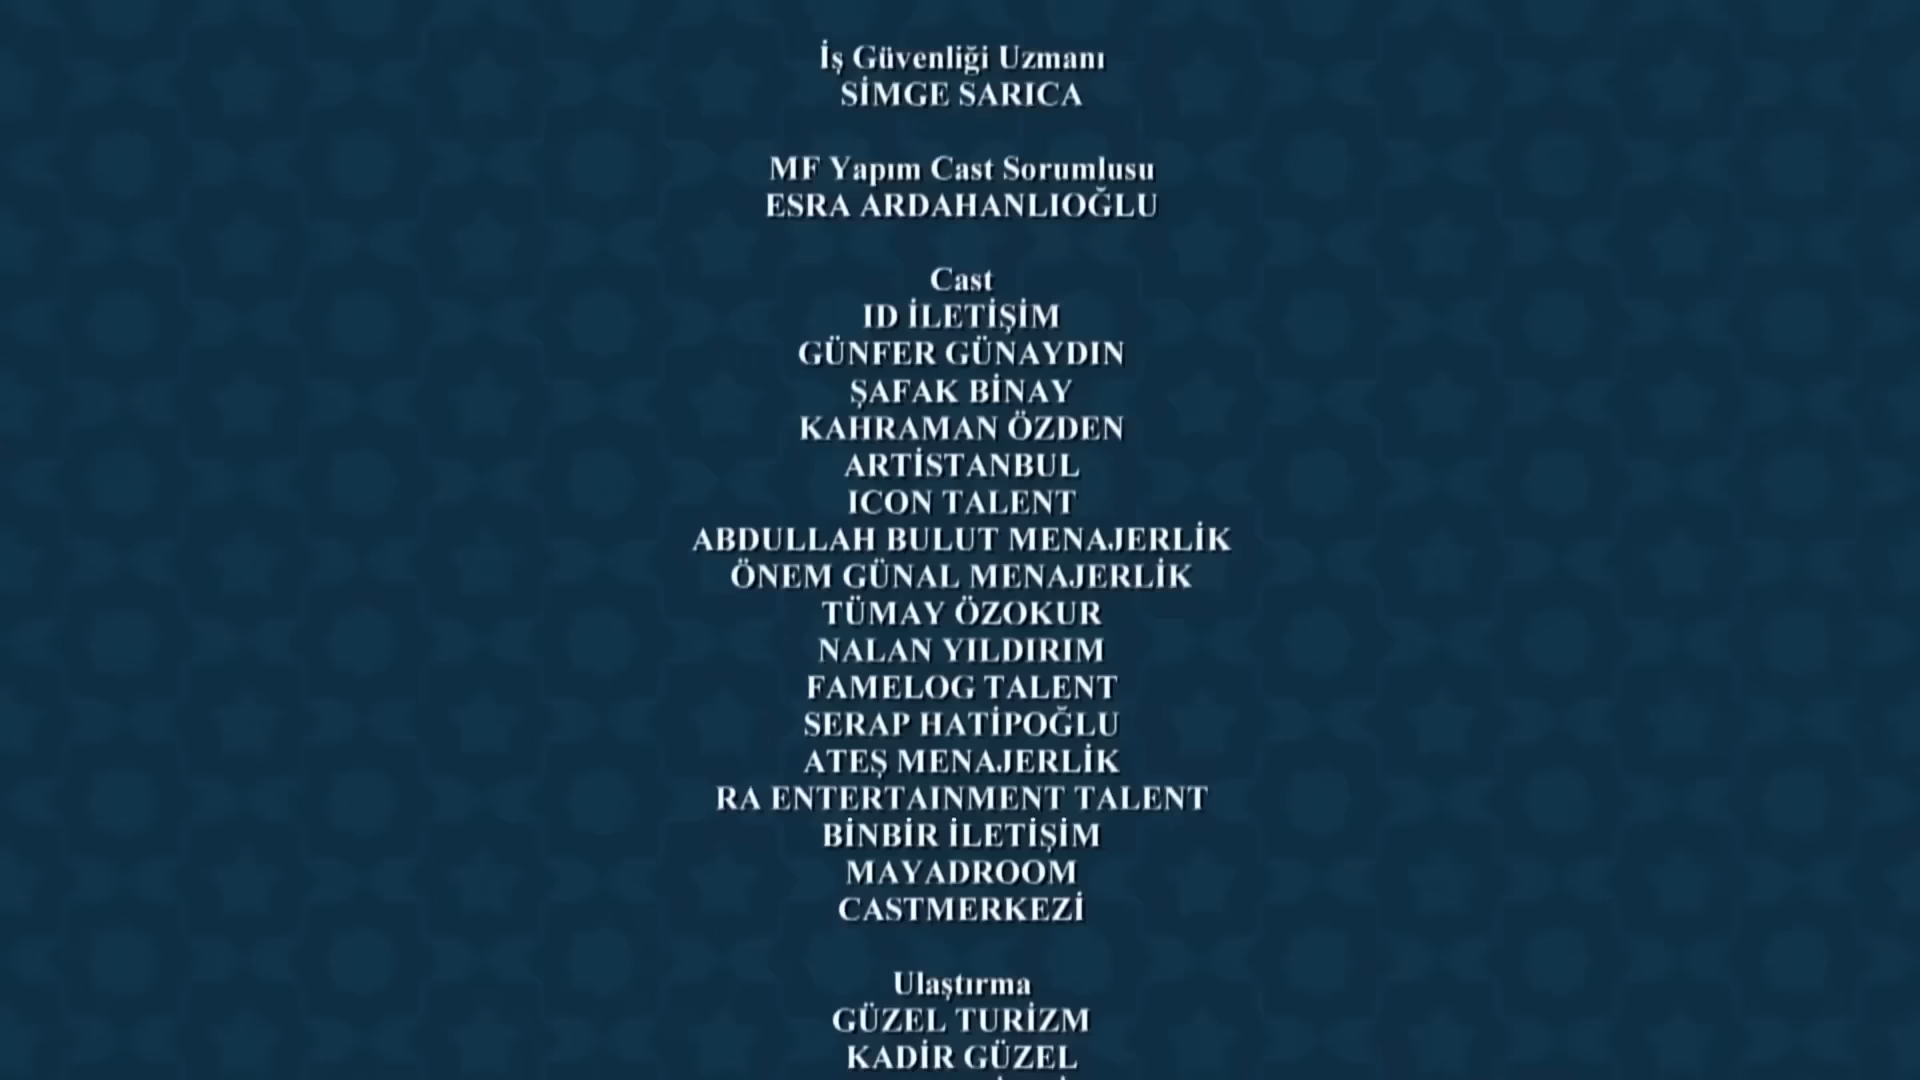 İş Güvenliği Uzmanı
SİMGE SARICA
MF Yapım Cast Sorumlusu
ESRA ARDAHANLIOĞLU
Cast
ID İLETİŞİM
GÜNFER GÜNAYDIN
ŞAFAK BİNAY
KAHRAMAN ÖZDEN
ARTİSTANBUL
ICON TALENT
ABDULLAH BULUT MENAJERLİK
ÖNEM GÜNAL MENAJERLİK
TÜMAY ÖZOKUR
NALAN YILDIRIM
FAMELOG TALENT
SERAP HATİPOĞLU
ATEŞ MENAJERLİK
RA ENTERTAINMENT TALENT
BİNBİR İLETİŞİM
MAYADROOM
CASTMERKEZİ
Ulaştırma
GÜZEL TURİZM
KADİR GÜZEL